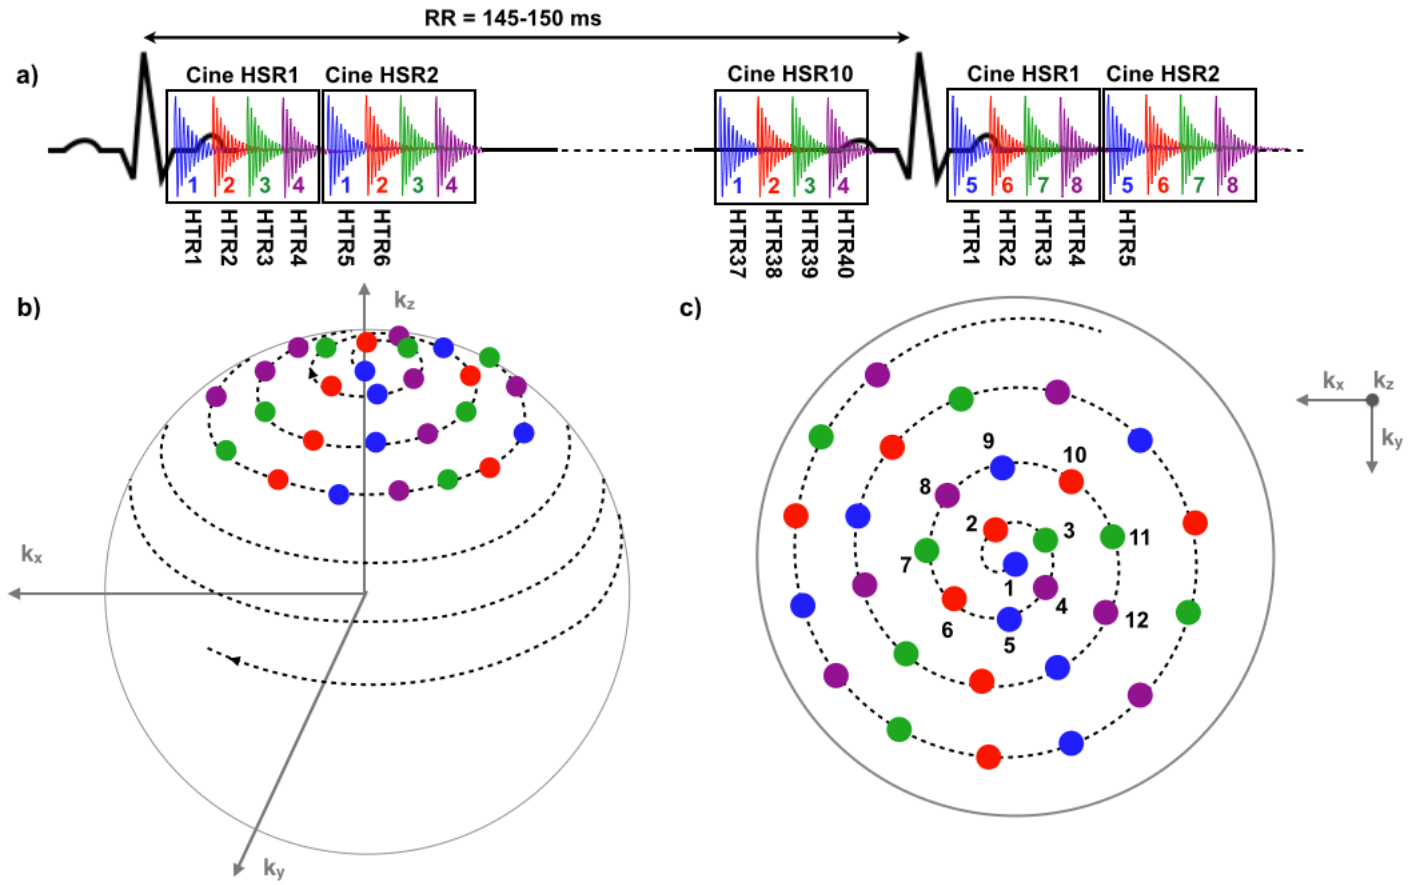 RR = 145-150 ms
a)
Cine HSR1 Cine HSR2 Cine HSR10 Cine HSR1 Cine HSR2
1 2 3 4 1 2 3 4 1 2 3 4 5 6 7 8 5 6 7 8
HTR1 HTR2 HTR3 HTR4 HTR5 HTR6 HTR37 HTR38 HTR39 HTR40 HTR1 HTR2 HTR3 HTR4 HTR5
b)
kz
kx
ky
c)
kx kz
ky
9
10
8
2
3
11
7
1
4
12
6
5